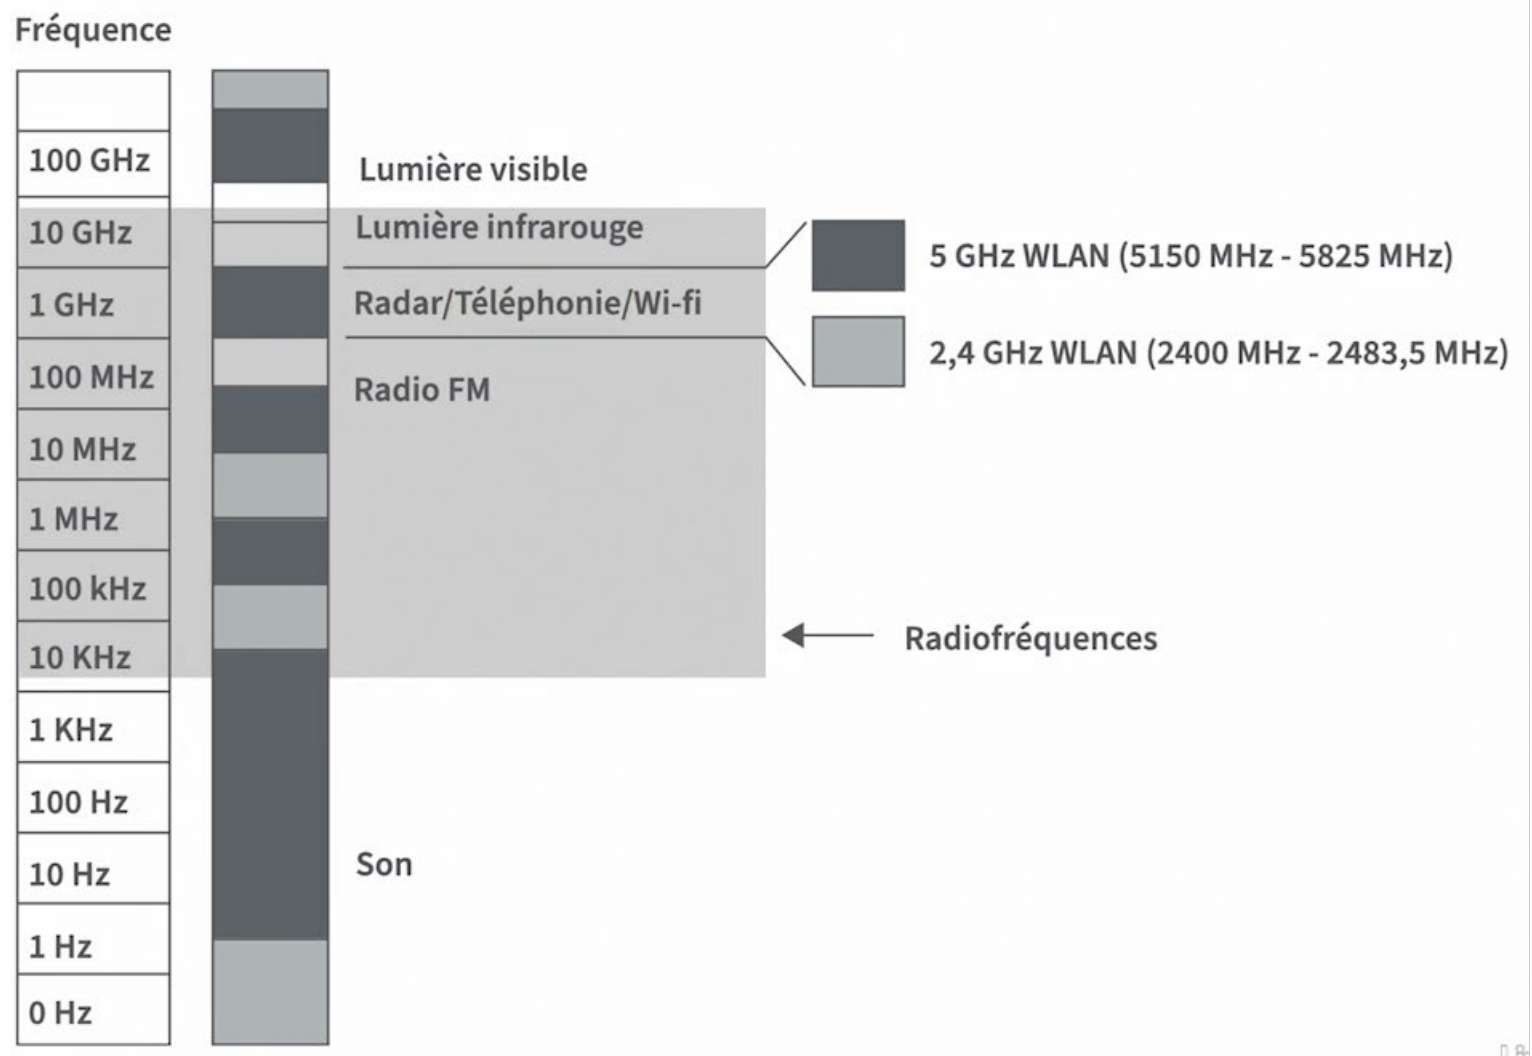 Fréquence
100 GHz
10 GHz
1 GHz
100 MHz
10 MHz
1 MHz
100 kHz
10 KHz
1 KHz
100 Hz
10 Hz
1 Hz
0 Hz
Lumière visible
Lumière infrarouge
Radar/Téléphonie/Wi-fi
Radio FM
Son
5 GHz WLAN (5150 MHz - 5825 MHz)
2,4 GHz WLAN (2400 MHz - 2483,5 MHz)
Radiofréquences